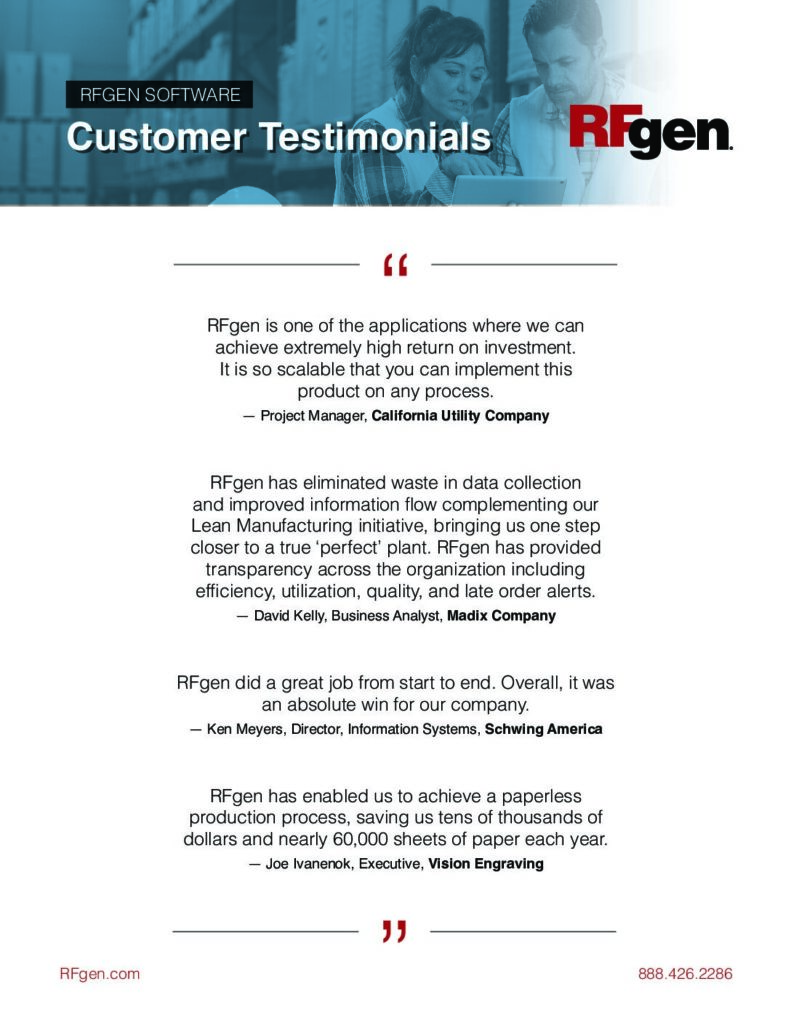 RFGEN SOFTWARE
Customer Testimonials
RFgen.
“
RFgen is one of the applications where we can
achieve extremely high return on investment.
It is so scalable that you can implement this
product on any process.
— Project Manager, California Utility Company
RFgen has eliminated waste in data collection
and improved information flow complementing our
Lean Manufacturing initiative, bringing us one step
closer to a true ‘perfect’ plant. RFgen has provided
transparency across the organization including
efficiency, utilization, quality, and late order alerts.
— David Kelly, Business Analyst, Madix Company
RFgen did a great job from start to end. Overall, it was
an absolute win for our company.
— Ken Meyers, Director, Information Systems, Schwing America
RFgen has enabled us to achieve a paperless
production process, saving us tens of thousands of
dollars and nearly 60,000 sheets of paper each year.
— Joe Ivanenok, Executive, Vision Engraving
”
RFgen.com
888.426.2286